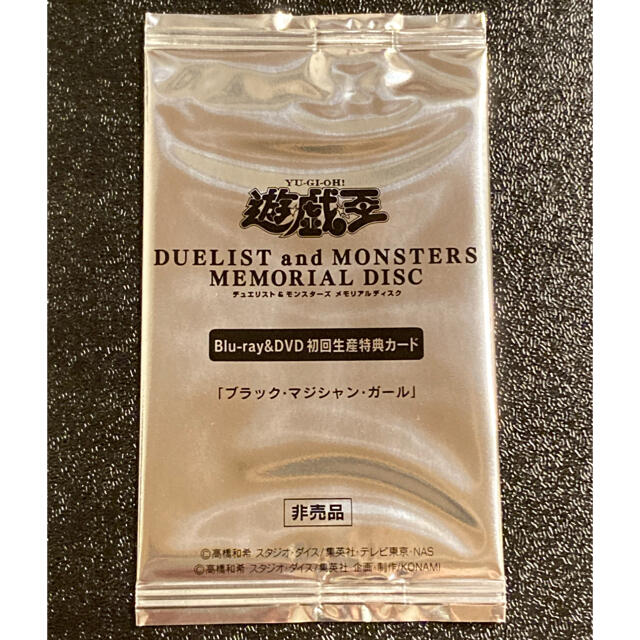 YU-GI-OH!
遊戯王
DUELIST and MONSTERS
MEMORIAL DISC
デュエリスト&モンスターズ メモリアルディスク
Blu-ray&DVD 初回生産特典カード
「ブラック・マジシャン・ガール」
非売品
©高橋和希 スタジオ・ダイス/集英社・テレビ東京・NAS
©高橋和希 スタジオ・ダイス/集英社 企画・制作/KONAMI